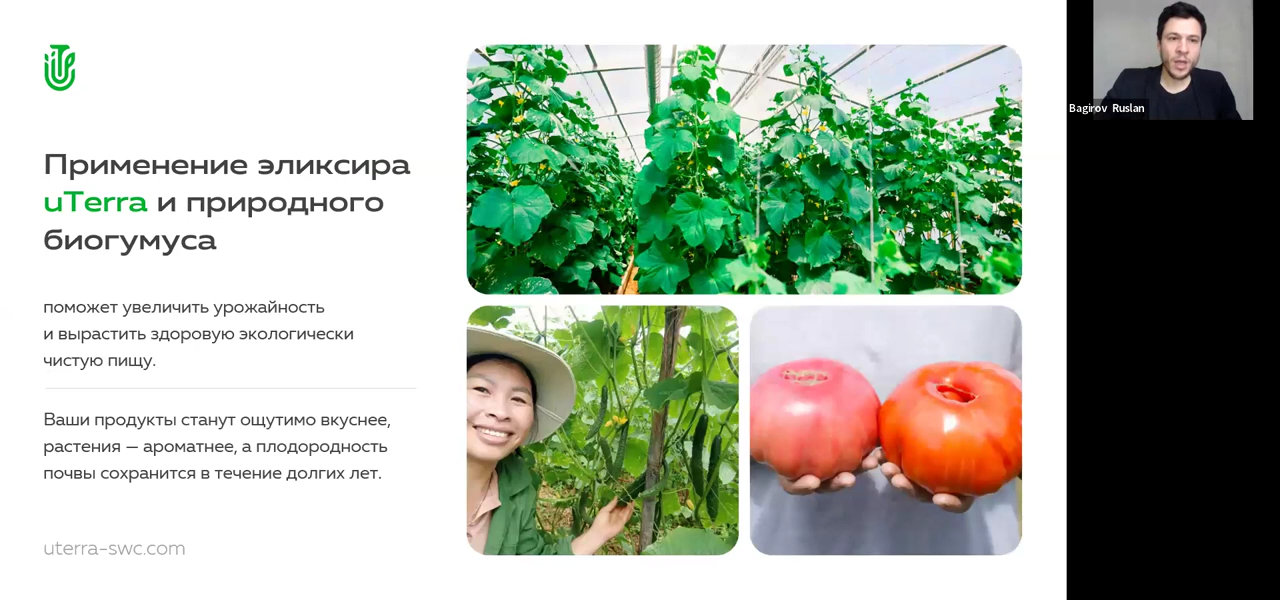 Применение эликсира
uTerra и природного
биогумуса
поможет увеличить урожайность
и вырастить здоровую экологически
чистую пищу.
Ваши продукты станут ощутимо вкуснее,
растения — ароматнее, а плодородность
почвы сохранится в течение долгих лет.
uterra-swc.com
Bagirov Ruslan